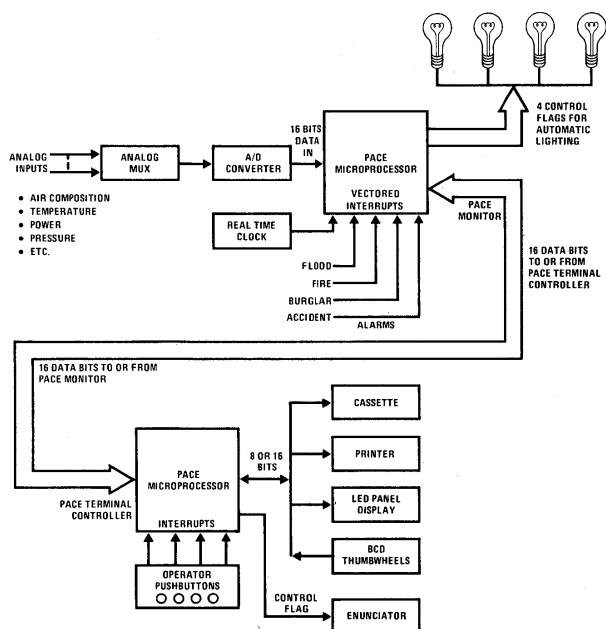 4 CONTROL
FLAGS FOR
AUTOMATIC
LIGHTING
16 BITS
DATA
IN
ANALOG
INPUTS
ANALOG
MUX
A/D
CONVERTER
PACE
MICROPROCESSOR
VECTORED
INTERRUPTS
PACE
MONITOR
• AIR COMPOSITION
• TEMPERATURE
• POWER
• PRESSURE
• ETC.
REAL TIME
CLOCK
FLOOD
FIRE
BURGLAR
ACCIDENT
ALARMS
16 DATA BITS
TO OR FROM
PACE TERMINAL
CONTROLLER
16 DATA BITS TO OR FROM
PACE MONITOR
PACE TERMINAL
CONTROLLER
PACE
MICROPROCESSOR
INTERRUPTS
8 OR 16
BITS
CASSETTE
PRINTER
LED PANEL
DISPLAY
BCD
THUMBWHEELS
OPERATOR
PUSHBUTTONS
CONTROL
FLAG
ENUNCIATOR